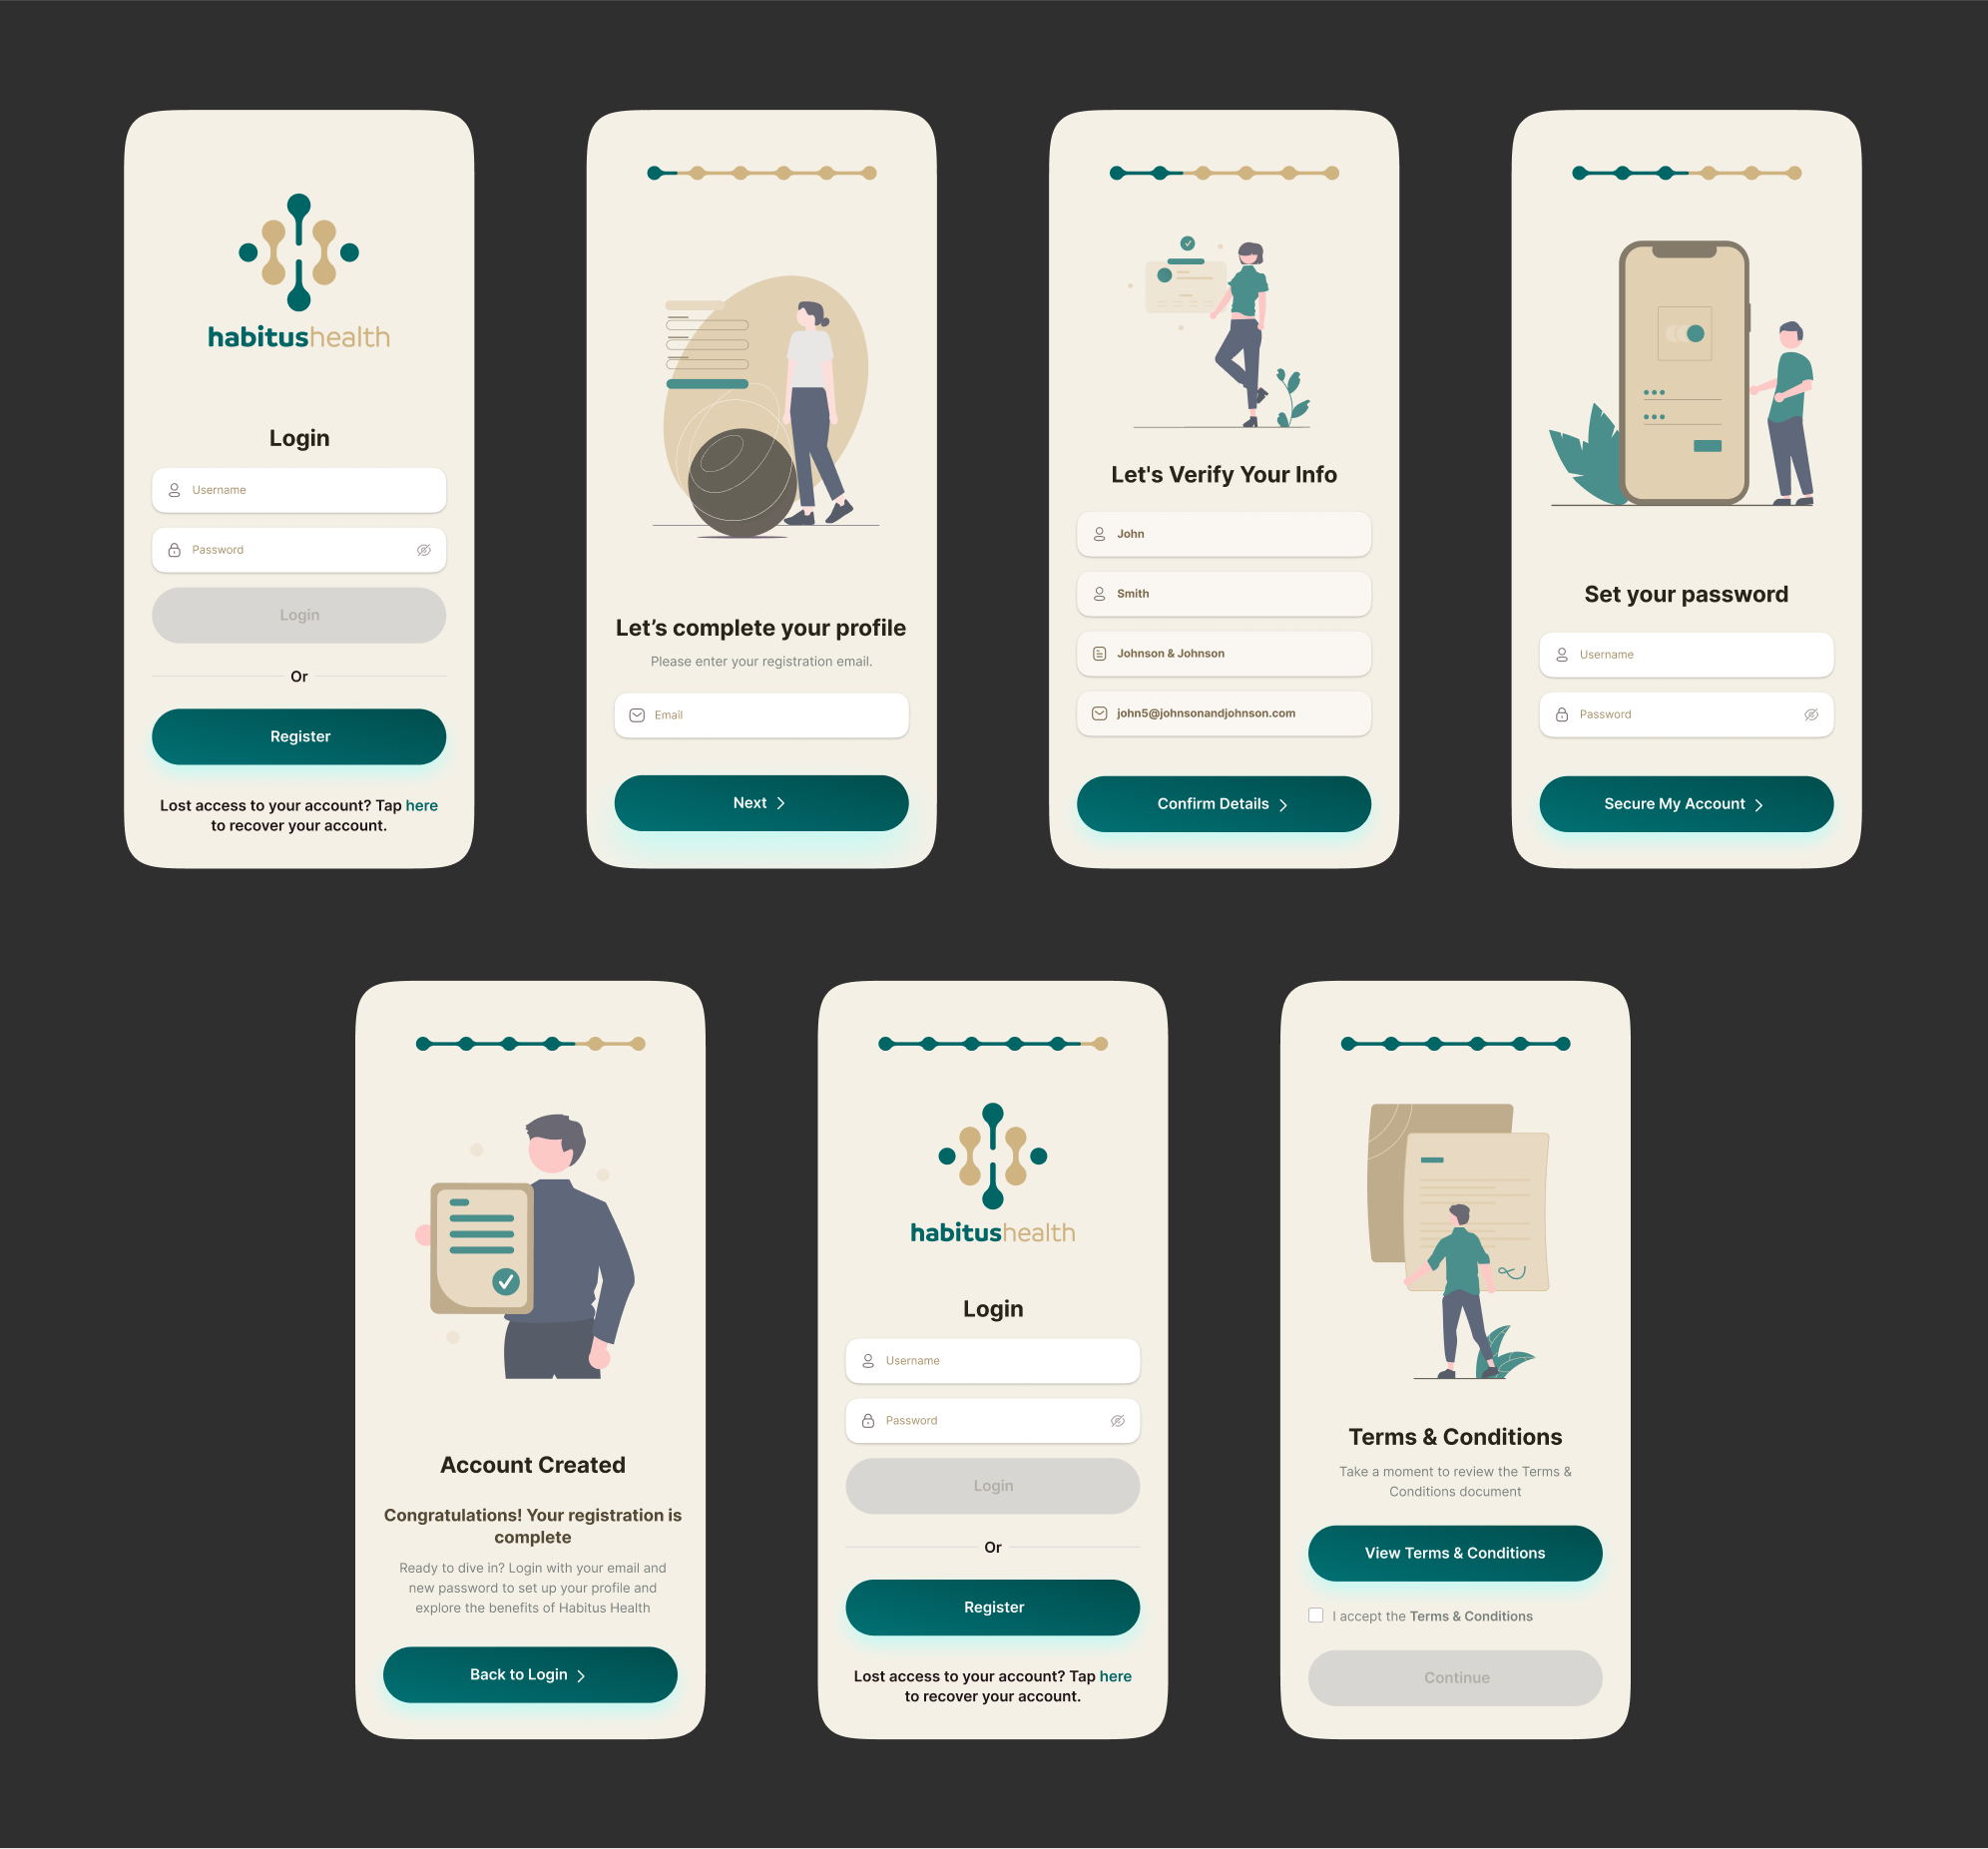 habitushealth
Login
Username
Password
Login
Or
Register
Lost access to your account? Tap here
to recover your account.
Let’s complete your profile
Please enter your registration email.
Email
Next
Let's Verify Your Info
John
Smith
Johnson & Johnson
john5@johnsonandjohnson.com
Confirm Details
Set your password
Username
Password
Secure My Account
Account Created
Congratulations! Your registration is
complete
Ready to dive in? Login with your email and
new password to set up your profile and
explore the benefits of Habitus Health
Back to Login
habitushealth
Login
Username
Password
Login
Or
Register
Lost access to your account? Tap here
to recover your account.
Terms & Conditions
Take a moment to review the Terms &
Conditions document
View Terms & Conditions
I accept the Terms & Conditions
Continue